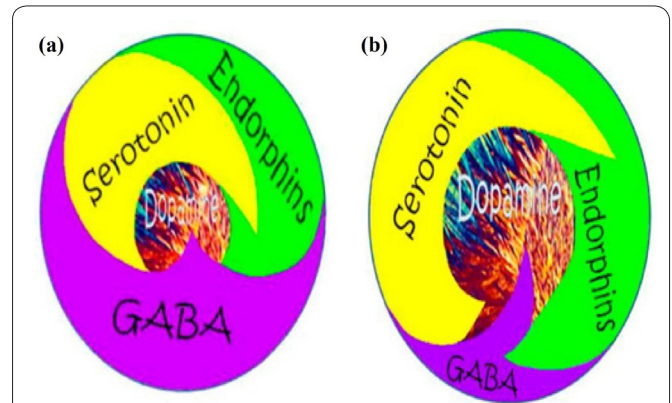 (a)
Serotonin
Endorphins
Dopamine
GABA
(b)
Serotonin
Endorphins
Dopamine
GABA